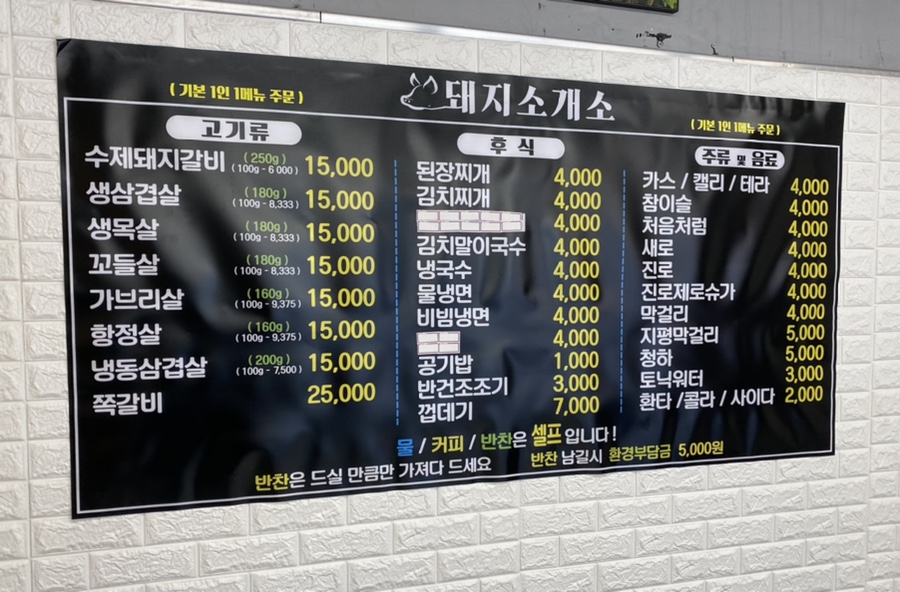 돼지소개소
( 기본 1인 1메뉴 주문 )
( 기본 1인 1메뉴 주문 )
고기류
수제돼지갈비 (250g) (100g - 6 000) 15,000
생삼겹살 (180g) (100g - 8,333) 15,000
생목살 (180g) (100g - 8,333) 15,000
꼬들살 (180g) (100g - 8,333) 15,000
가브리살 (160g) (100g - 9,375) 15,000
항정살 (160g) (100g - 9,375) 15,000
냉동삼겹살 (200g) (100g - 7,500) 15,000
쪽갈비 25,000
후 식
된장찌개 4,000
김치찌개 4,000
4,000
김치말이국수 4,000
냉국수 4,000
물냉면 4,000
비빔냉면 4,000
4,000
공기밥 1,000
반건조조기 3,000
껍데기 7,000
주류 및 음료
카스 / 캘리 / 테라 4,000
참이슬 4,000
처음처럼 4,000
새로 4,000
진로 4,000
진로제로슈가 4,000
막걸리 4,000
지평막걸리 5,000
청하 5,000
토닉워터 3,000
환타 /콜라 / 사이다 2,000
물 / 커피 / 반찬은 셀프 입니다 !
반찬은 드실 만큼만 가져다 드세요 반찬 남길시 환경부담금 5,000원